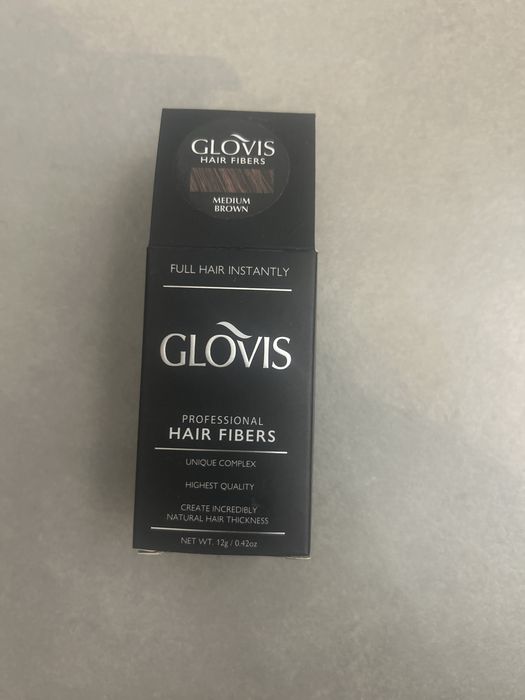 GLOVIS
HAIR FIBERS
MEDIUM
BROWN
FULL HAIR INSTANTLY
GLOVIS
PROFESSIONAL
HAIR FIBERS
UNIQUE COMPLEX
HIGHEST QUALITY
CREATE INCREDIBLY
NATURAL HAIR THICKNESS
NET WT. 12g / 0.42oz